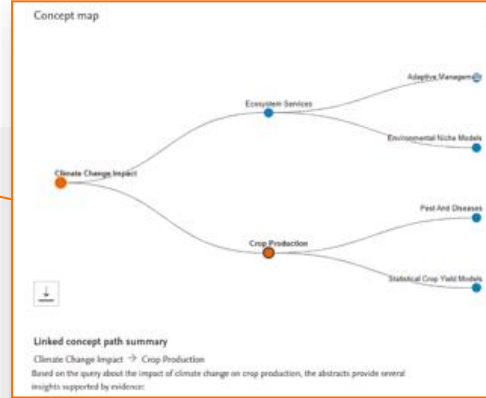 Concept map
Adaptive Management
Ecosystem Services
Environmental Niche Models
Climate Change Impact
Pest And Diseases
Crop Production
Statistical Crop Yield Models
Linked concept path summary
Climate Change Impact → Crop Production
Based on the query about the impact of climate change on crop production, the abstracts provide several
insights supported by evidence: